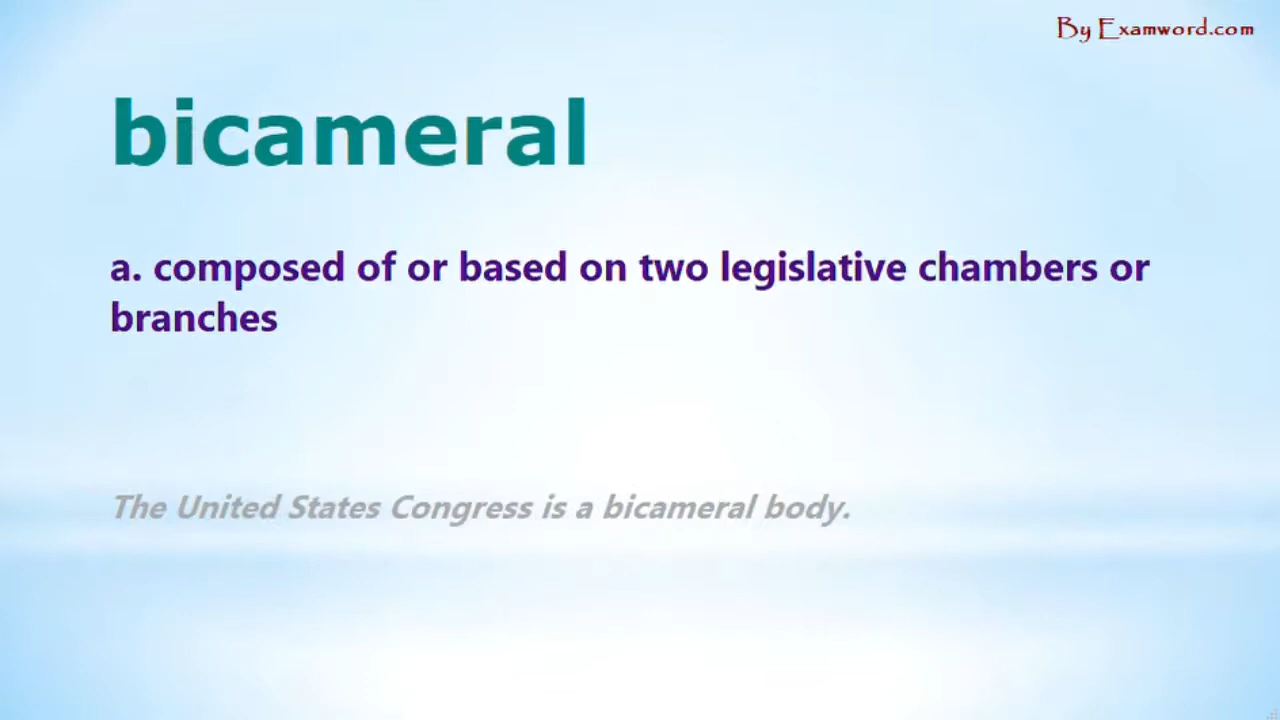 By Examword.com
bicameral
a. composed of or based on two legislative chambers or
branches
The United States Congress is a bicameral body.